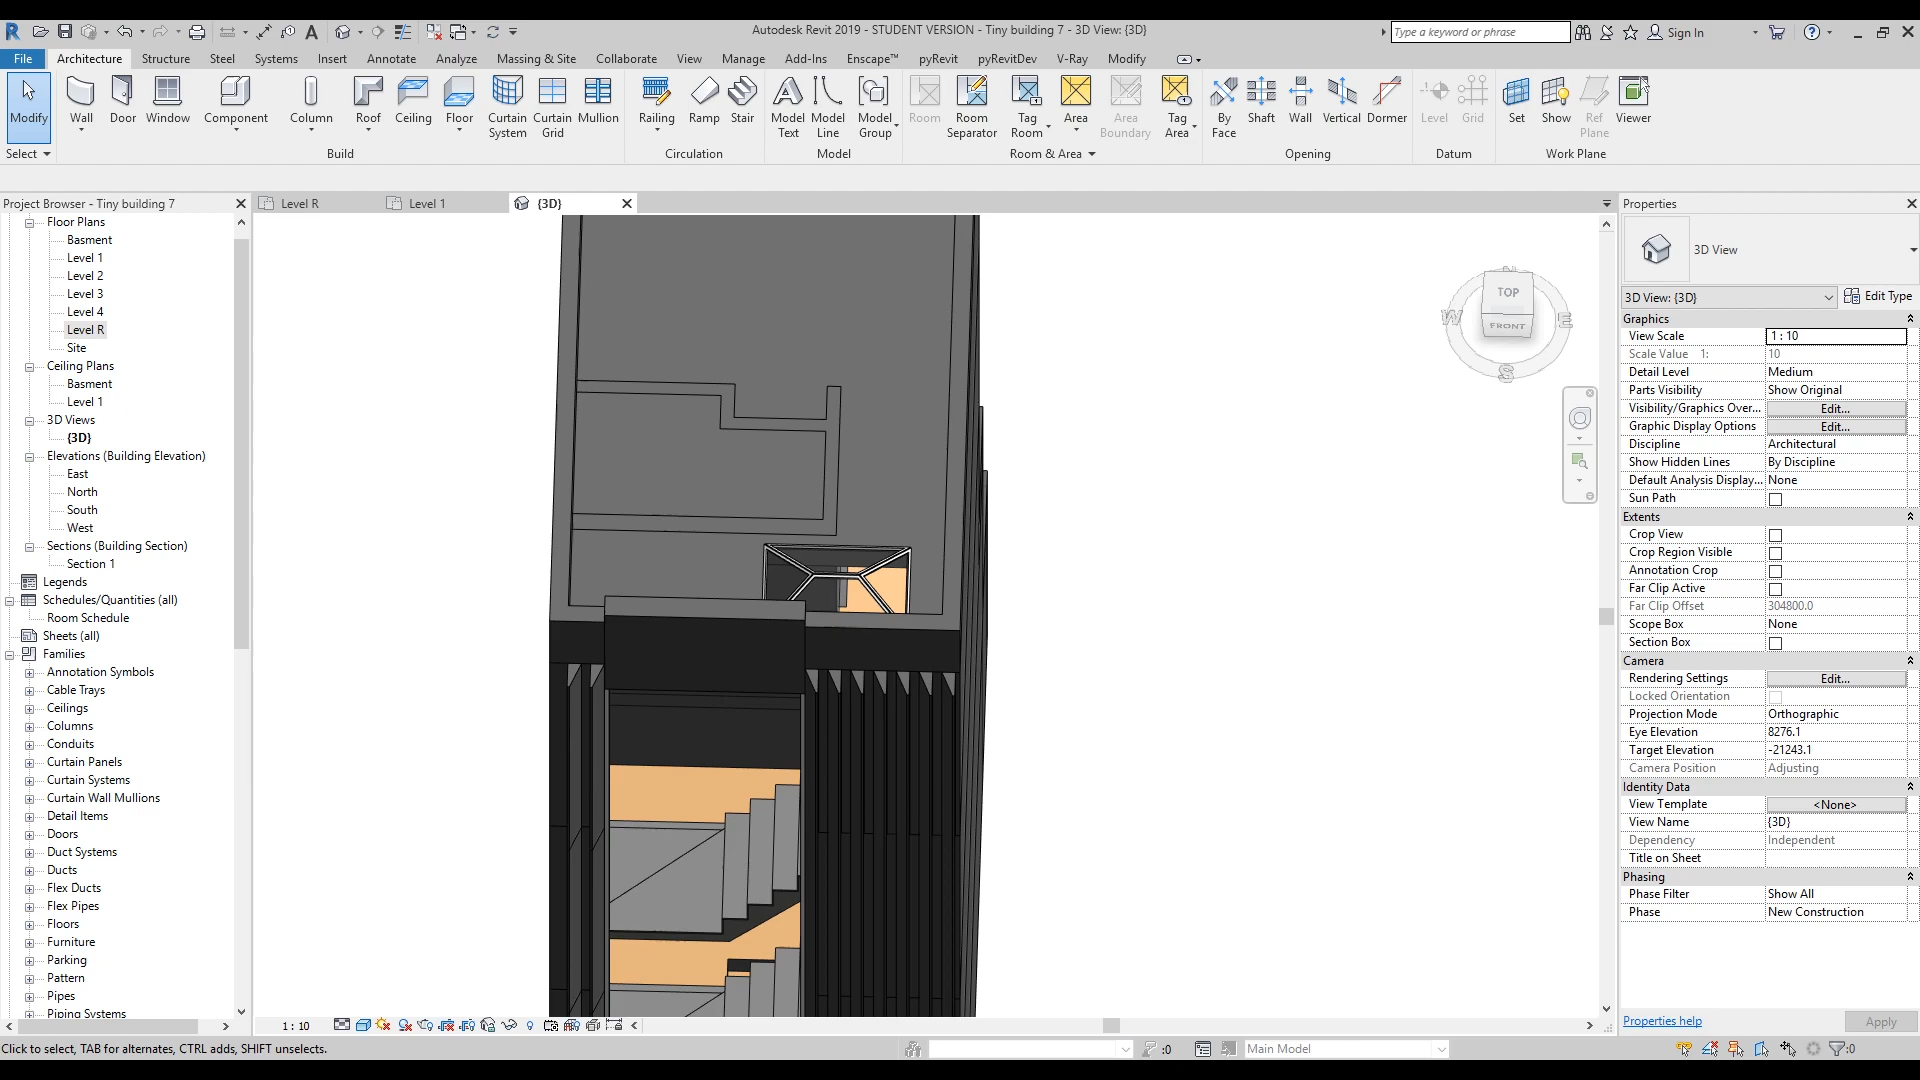 Autodesk Revit 2019 - STUDENT VERSION - Tiny building 7 - 3D View: {3D}
Type a keyword or phrase
Sign In
File Architecture Structure Steel Systems Insert Annotate Analyze Massing & Site Collaborate View Manage Add-Ins Enscape™ pyRevit pyRevitDev V-Ray Modify
Modify Wall Door Window Component Column Roof Ceiling Floor Curtain System Curtain Grid Mullion Railing Ramp Stair Model Text Model Line Model Group Room Room Separator Tag Room Area Area Boundary Tag Area By Face Shaft Wall Vertical Dormer Level Grid Set Show Ref Plane Viewer
Select Build Circulation Model Room & Area Opening Datum Work Plane
Project Browser - Tiny building 7
Floor Plans
Basment
Level 1
Level 2
Level 3
Level 4
Level R
Site
Ceiling Plans
Basment
Level 1
3D Views
{3D}
Elevations (Building Elevation)
East
North
South
West
Sections (Building Section)
Section 1
Legends
Schedules/Quantities (all)
Room Schedule
Sheets (all)
Families
Annotation Symbols
Cable Trays
Ceilings
Columns
Conduits
Curtain Panels
Curtain Systems
Curtain Wall Mullions
Detail Items
Doors
Duct Systems
Ducts
Flex Ducts
Flex Pipes
Floors
Furniture
Parking
Pattern
Pipes
Piping Systems
Level R Level 1 {3D}
N
TOP
W FRONT E
S
1 : 10
Properties
3D View
3D View: {3D} Edit Type
Graphics
View Scale 1 : 10
Scale Value 1: 10
Detail Level Medium
Parts Visibility Show Original
Visibility/Graphics Over... Edit...
Graphic Display Options Edit...
Discipline Architectural
Show Hidden Lines By Discipline
Default Analysis Display... None
Sun Path
Extents
Crop View
Crop Region Visible
Annotation Crop
Far Clip Active
Far Clip Offset 304800.0
Scope Box None
Section Box
Camera
Rendering Settings Edit...
Locked Orientation
Projection Mode Orthographic
Eye Elevation 8276.1
Target Elevation -21243.1
Camera Position Adjusting
Identity Data
View Template <None>
View Name {3D}
Dependency Independent
Title on Sheet
Phasing
Phase Filter Show All
Phase New Construction
Properties help Apply
Click to select, TAB for alternates, CTRL adds, SHIFT unselects. :0 Main Model :0